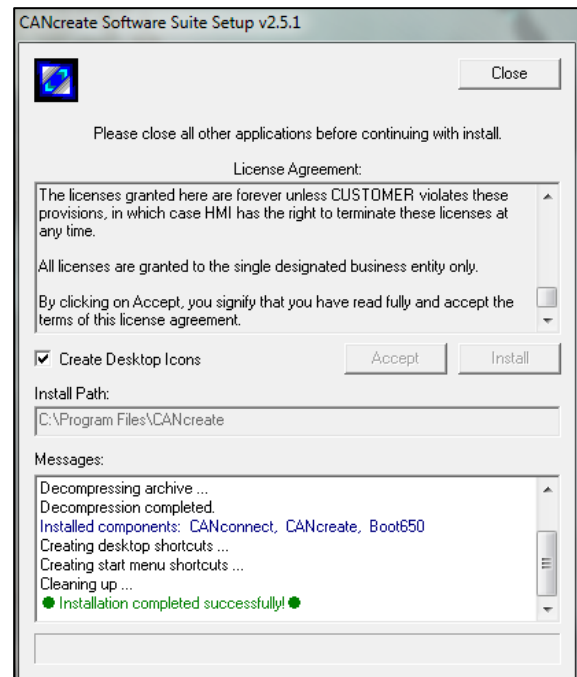 CANcreate Software Suite Setup v2.5.1
Close
Please close all other applications before continuing with install.
License Agreement:
The licenses granted here are forever unless CUSTOMER violates these
provisions, in which case HMI has the right to terminate these licenses at
any time.
All licenses are granted to the single designated business entity only.
By clicking on Accept, you signify that you have read fully and accept the
terms of this license agreement.
Create Desktop Icons
Accept
Install
Install Path:
C:\Program Files\CANcreate
Messages:
Decompressing archive ...
Decompression completed.
Installed components:  CANconnect,  CANcreate,  Boot650
Creating desktop shortcuts ...
Creating start menu shortcuts ...
Cleaning up ...
● Installation completed successfully! ●